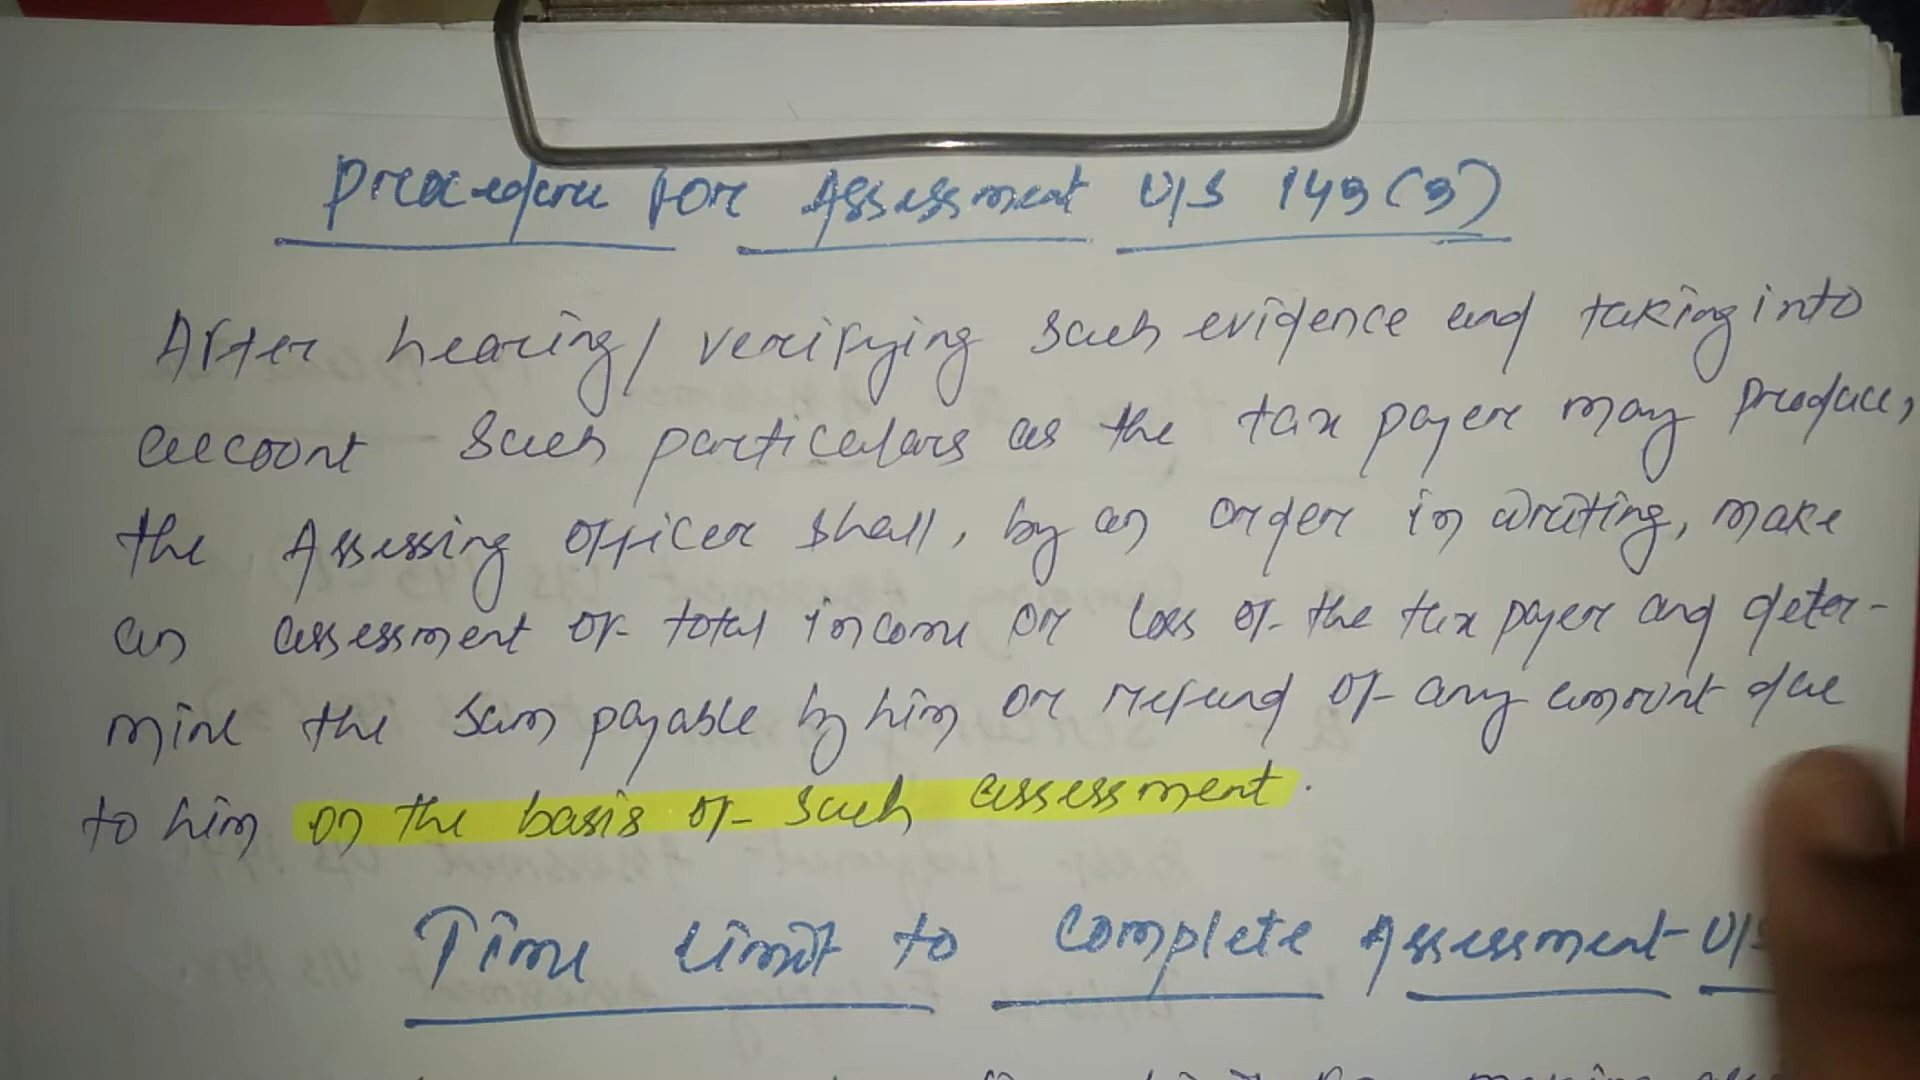 Procedure for Assessment U/S 143(3)
After hearing/ verifying such evidence and taking into
account such particulars as the tax payer may produce,
the Assessing officer shall, by an order in writing, make
an assessment of total income or loss of the tax payer and deter-
mine the sum payable by him or refund of any amount due
to him on the basis of such assessment.
Time Limit to complete Assessment U/S